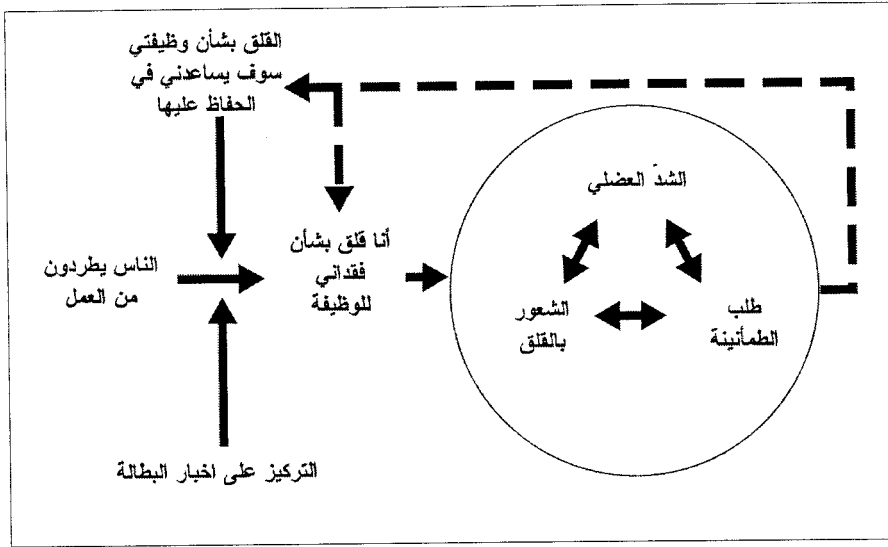 القلق بشأن وظيفتي
سوف يساعدني في
الحفاظ عليها
الشدّ العضلي
أنا قلق بشأن
فقداني
للوظيفة
الناس يطردون
من العمل
الشعور
بالقلق
طلب
الطمأنينة
التركيز على اخبار البطالة